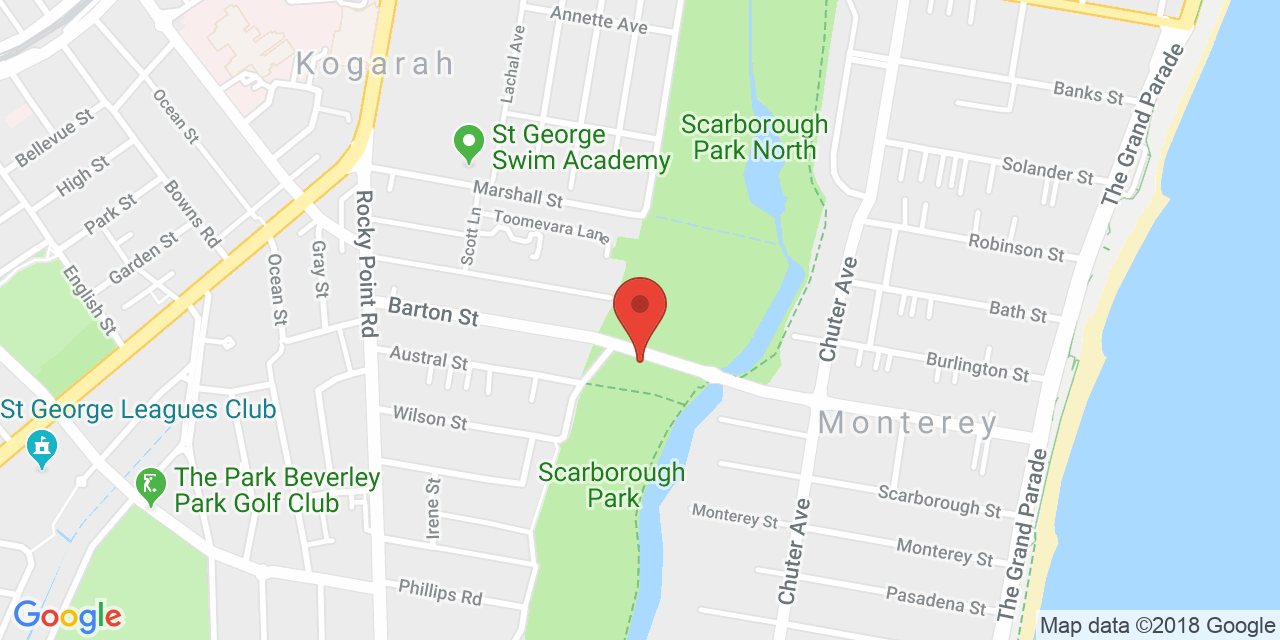 Annette Ave
Kogarah
Lachal Ave
Banks St
The Grand Parade
Ocean St
Bellevue St
Scarborough
Park North
St George
Swim Academy
High St
Solander St
Marshall St
Bowns Rd
Park St
Rocky Point Rd
Scott Ln
Toomevara Lane
Robinson St
Garden St
Gray St
Ocean St
English St
Chuter Ave
Bath St
Barton St
Austral St
Burlington St
St George Leagues Club
Wilson St
Monterey
The Park Beverley
Park Golf Club
Scarborough
Park
Irene St
Scarborough St
The Grand Parade
Monterey St
Chuter Ave
Monterey St
Phillips Rd
Pasadena St
Google
Map data ©2018 Google